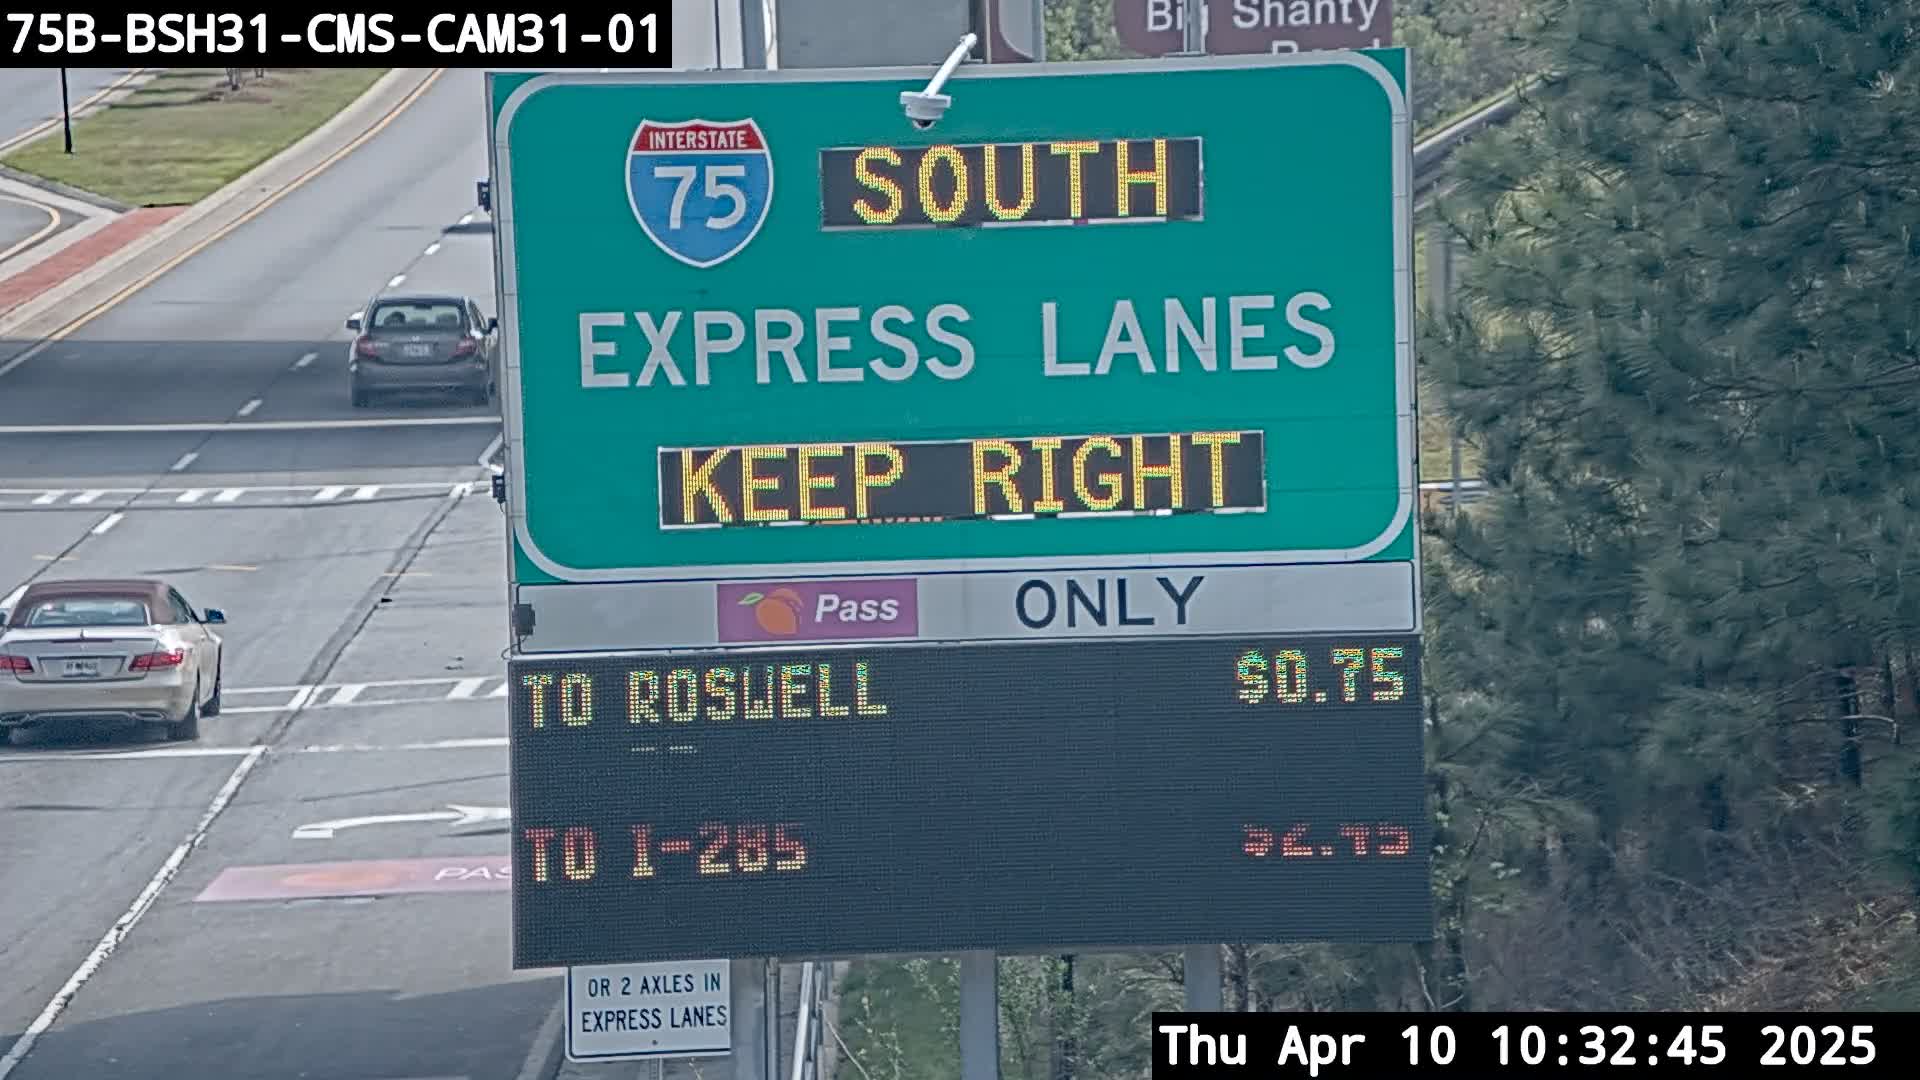 75B-BSH31-CMS-CAM31-01
Big Shanty
Road
INTERSTATE
75
SOUTH
EXPRESS LANES
KEEP RIGHT
Pass
ONLY
TO ROSWELL $0.75
TO I-285
OR 2 AXLES IN
EXPRESS LANES
Thu Apr 10 10:32:45 2025